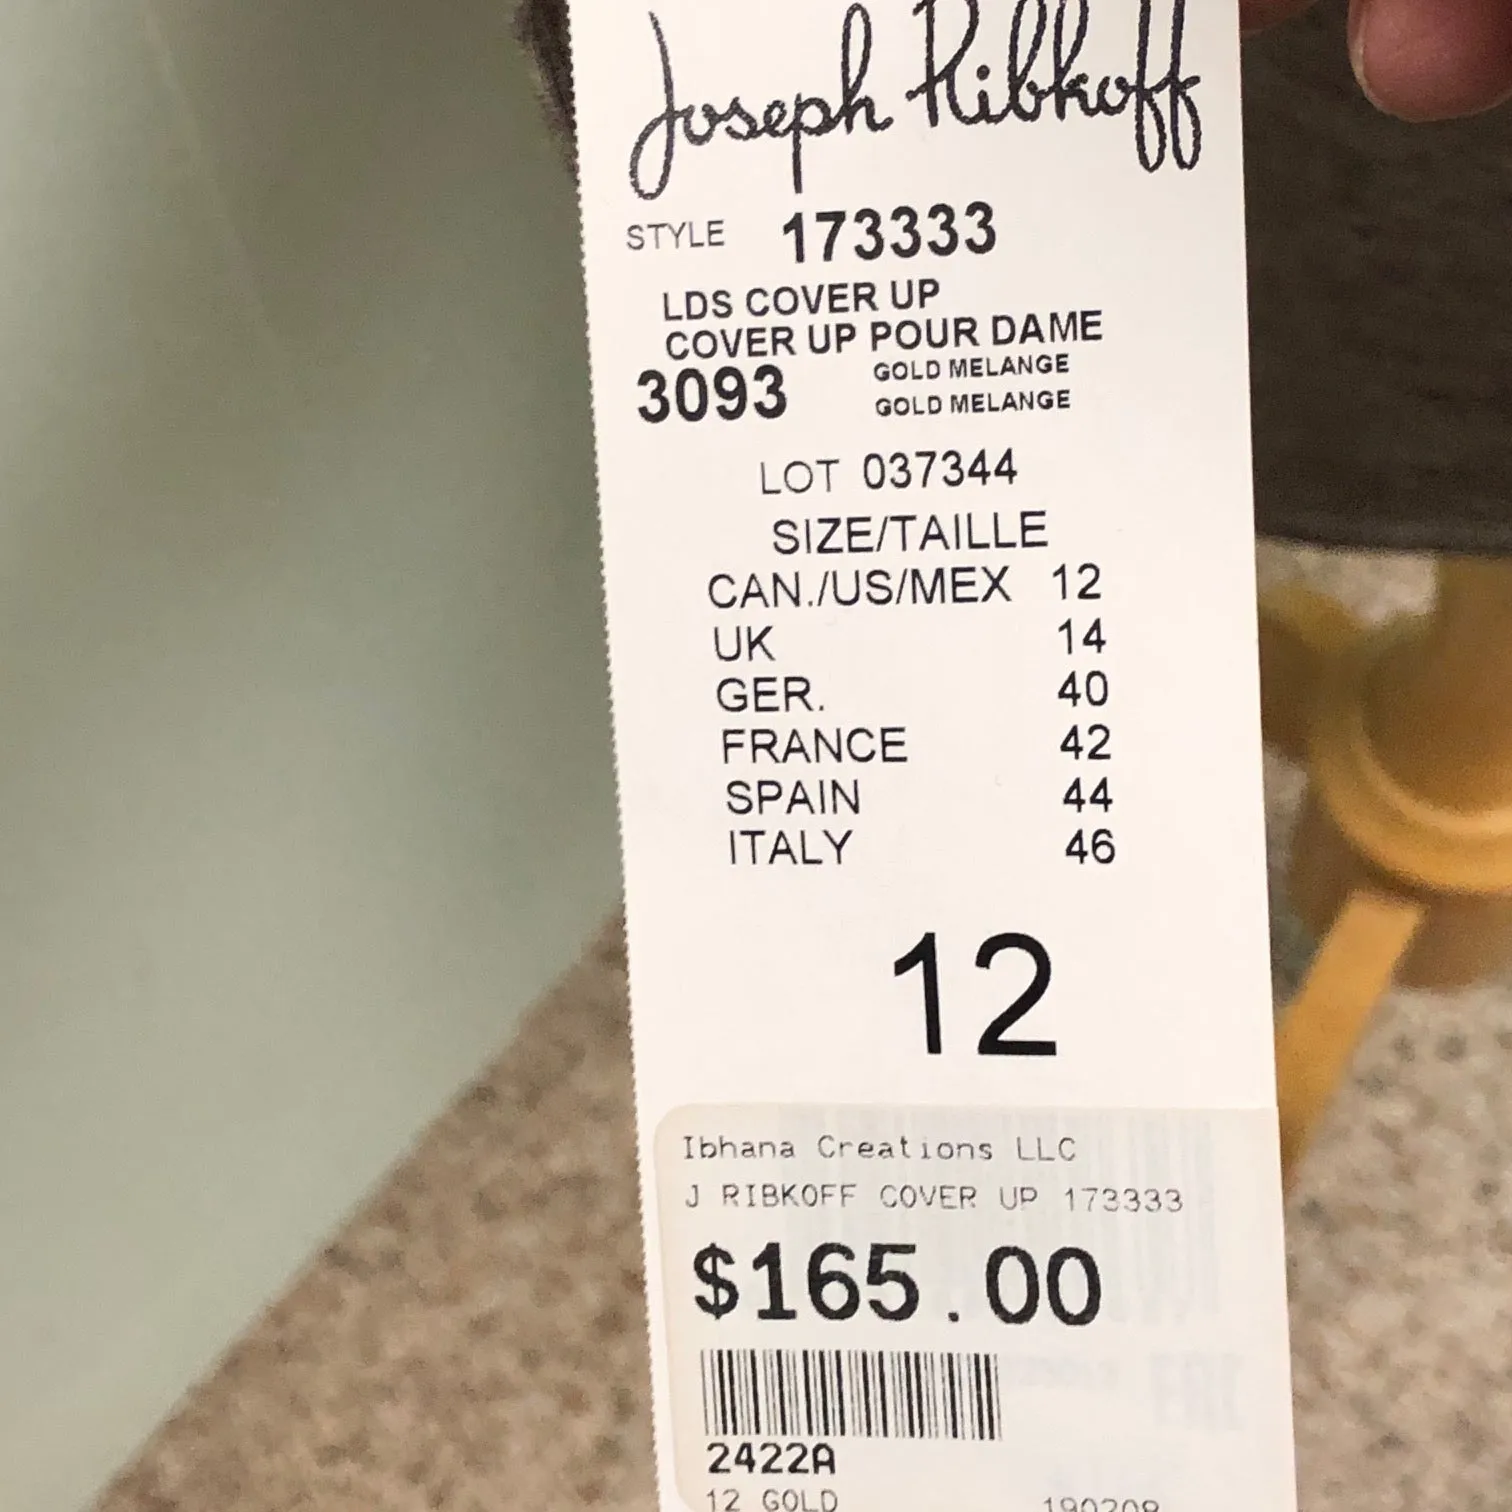 Joseph Ribkoff
STYLE 173333
LDS COVER UP
COVER UP POUR DAME
3093 GOLD MELANGE
GOLD MELANGE
LOT 037344
SIZE/TAILLE
CAN./US/MEX 12
UK 14
GER. 40
FRANCE 42
SPAIN 44
ITALY 46
12
Ibhana Creations LLC
J RIBKOFF COVER UP 173333
$165.00
2422A
12 GOLD 190208